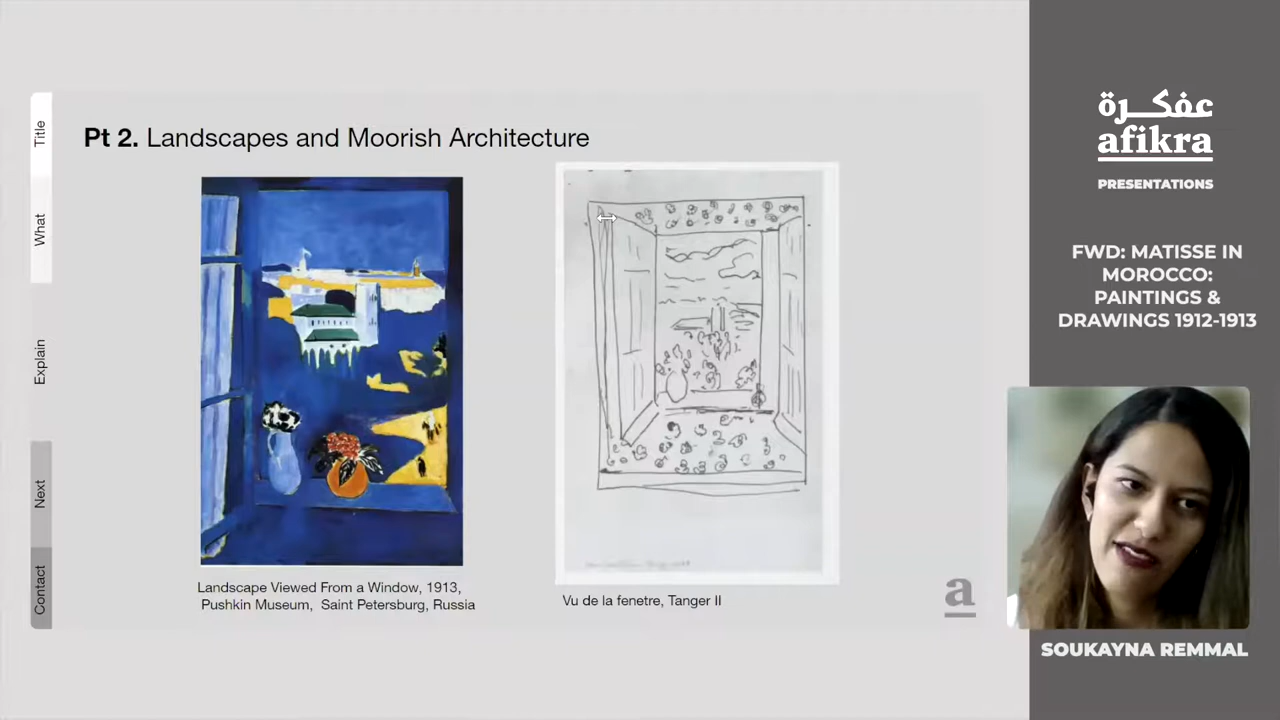 Title
What
Explain
Next
Contact
Pt 2. Landscapes and Moorish Architecture
Landscape Viewed From a Window, 1913,
Pushkin Museum, Saint Petersburg, Russia
Vu de la fenetre, Tanger II
a
عفكرة
afikra
PRESENTATIONS
FWD: MATISSE IN
MOROCCO:
PAINTINGS &
DRAWINGS 1912-1913
SOUKAYNA REMMAL